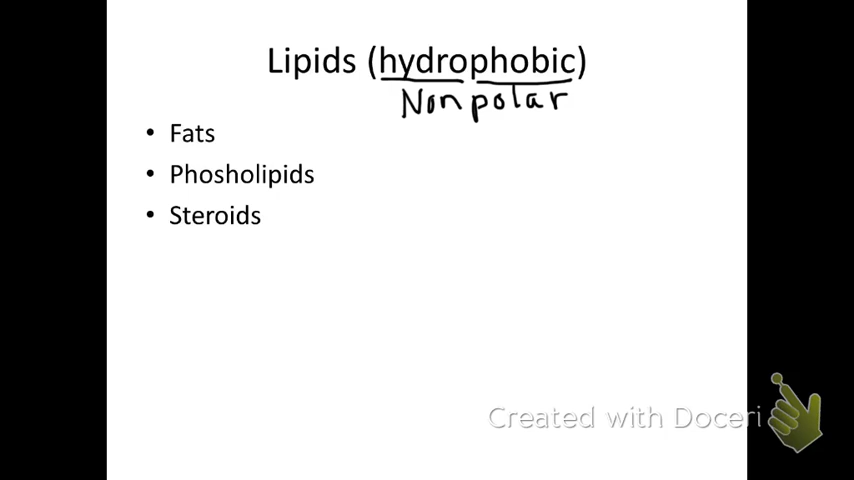 Lipids (hydrophobic)
Nonpolar
• Fats
• Phosholipids
• Steroids
Created with Doceri